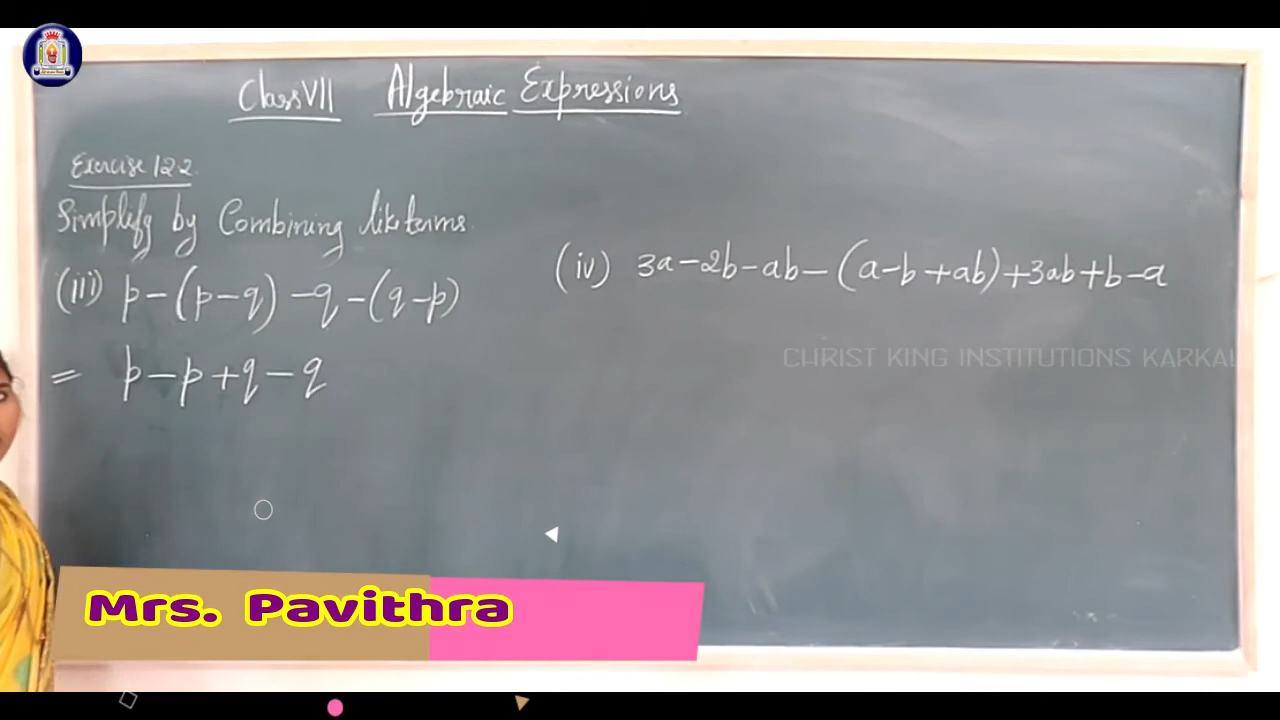 Class VII Algebraic Expressions
Exercise 12.2
Simplify by Combining like terms.
(iii) p-(p-q)-q-(q-p)
= p-p+q-q
(iv) 3a-2b-ab-(a-b+ab)+3ab+b-a
CHRIST KING INSTITUTIONS KARKAL
Mrs. Pavithra